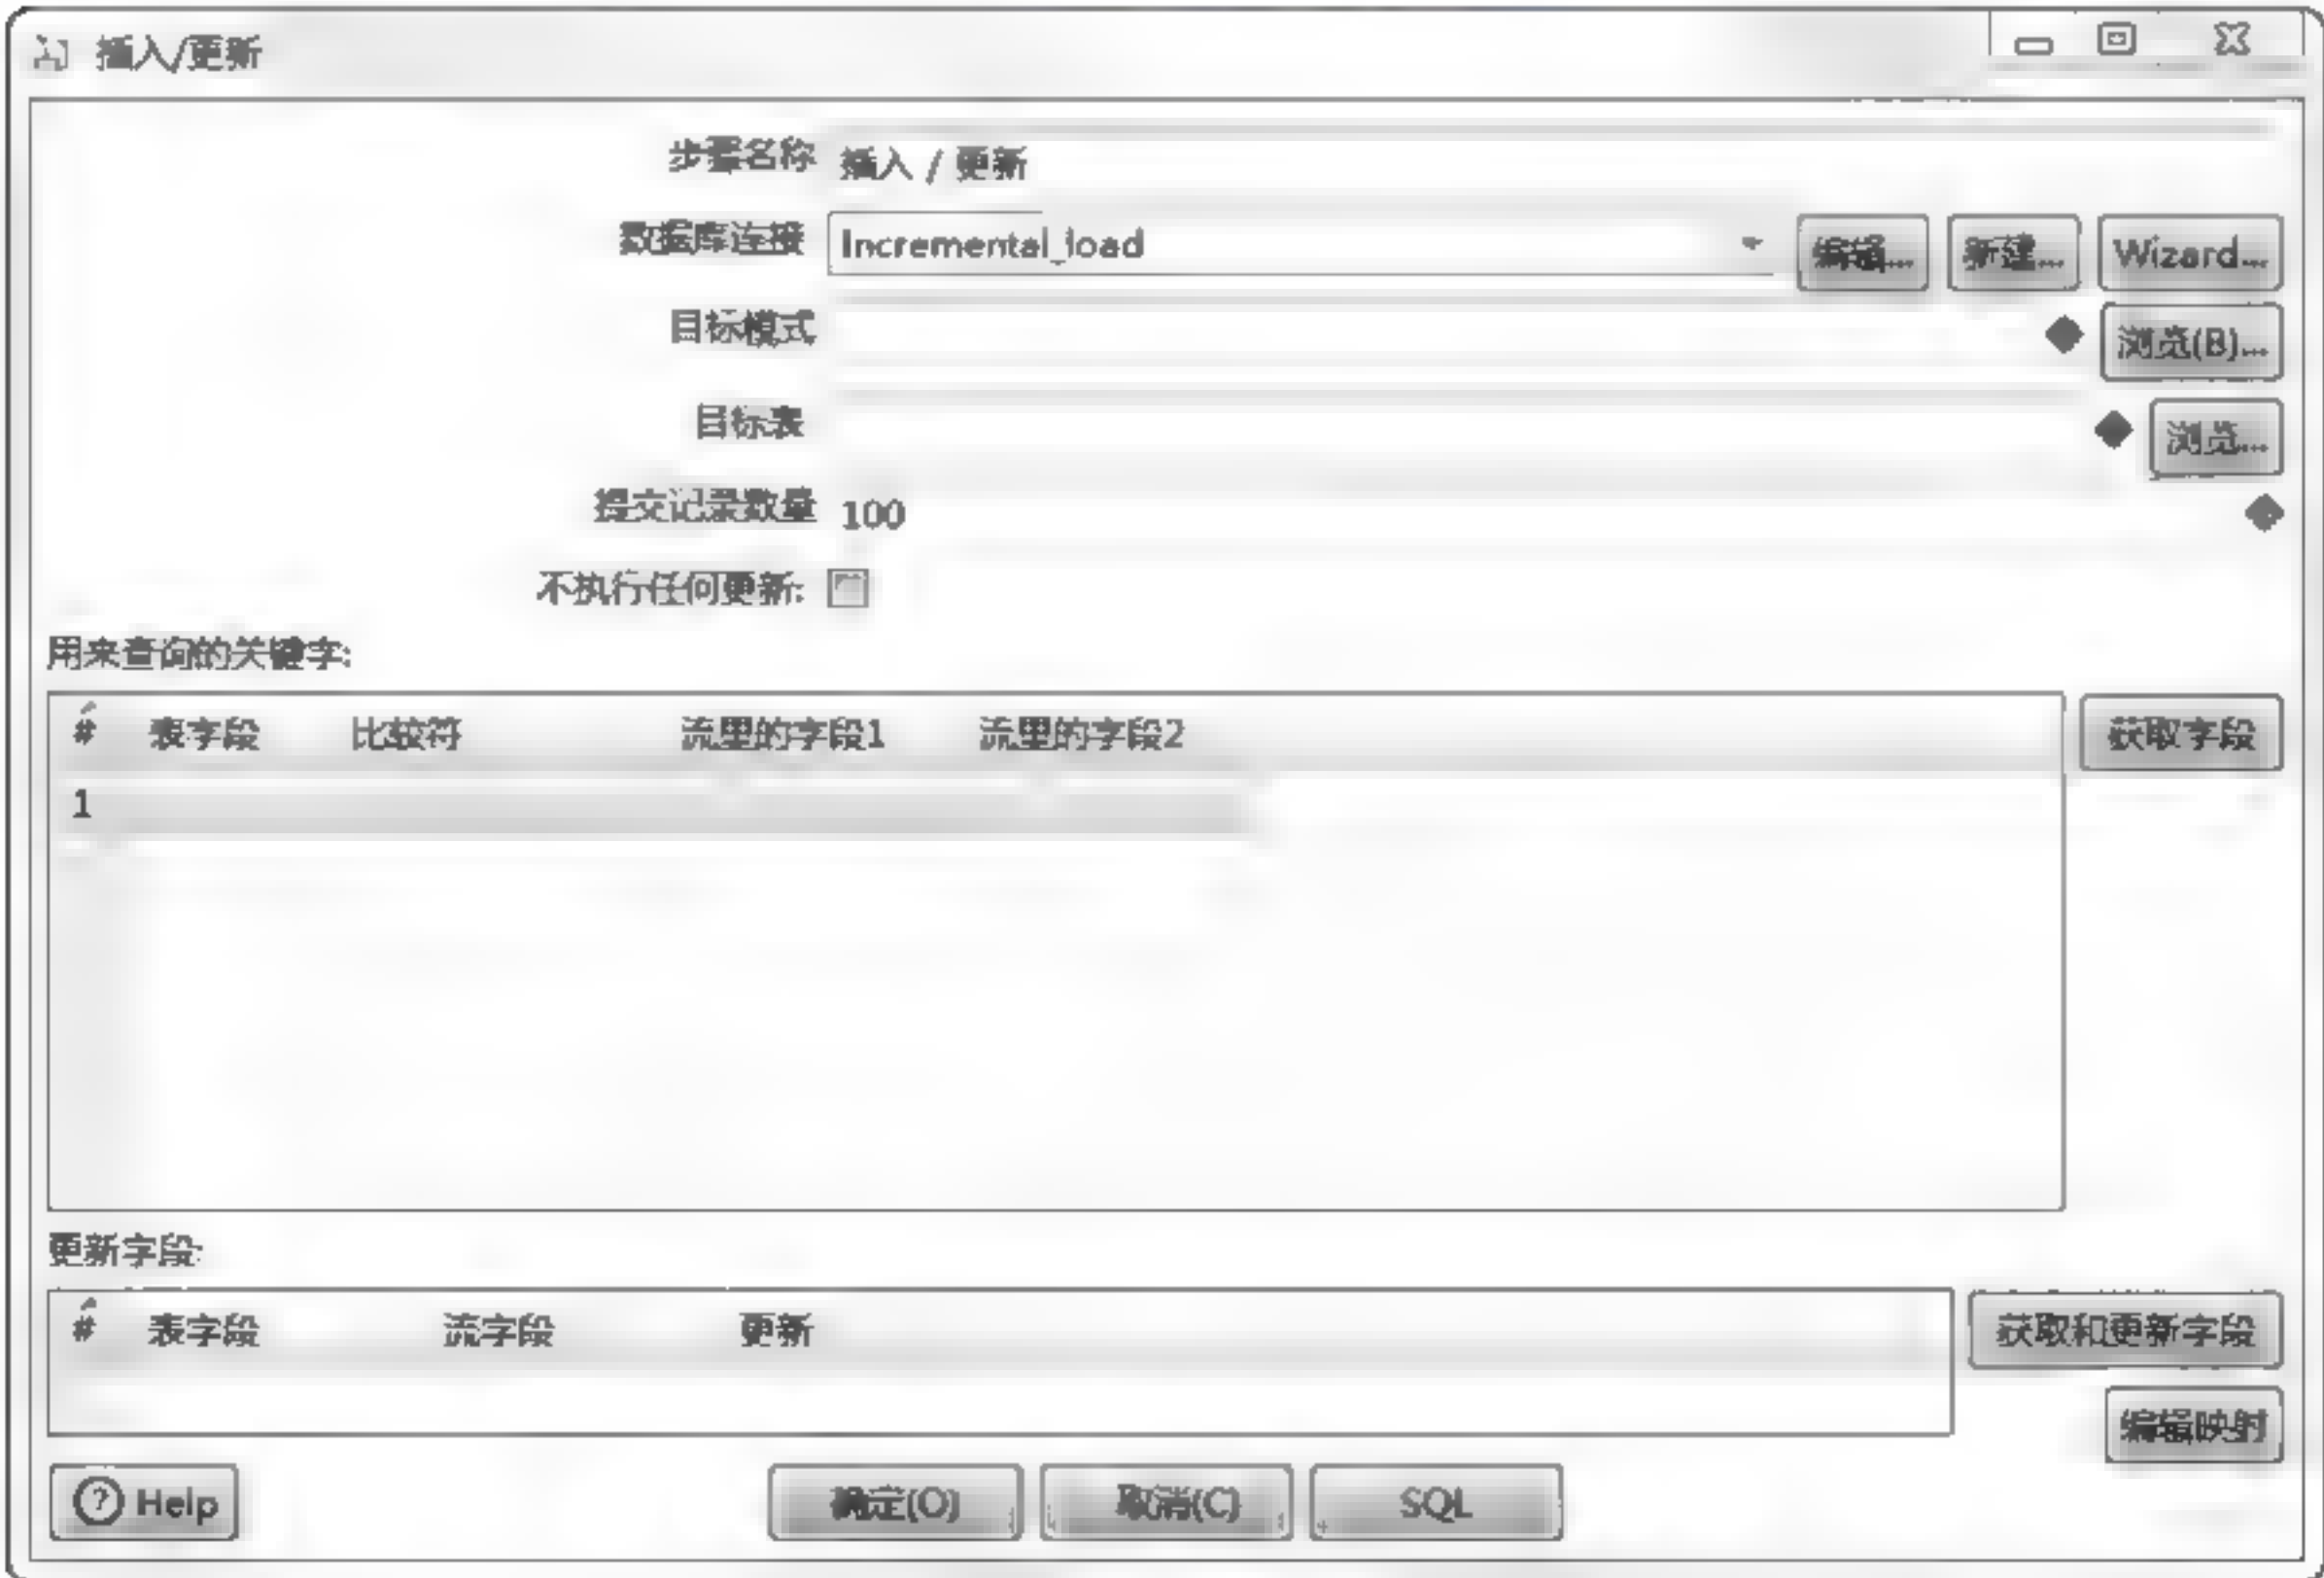 插入/更新
步骤名称 插入 / 更新
数据库连接 Incremental_load 编辑... 新建... Wizard...
目标模式 浏览(B)...
目标表 浏览...
提交记录数量 100
不执行任何更新:
用来查询的关键字:
# 表字段 比较符 流里的字段1 流里的字段2 获取字段
1
更新字段:
# 表字段 流字段 更新 获取和更新字段
编辑映射
Help 确定(O) 取消(C) SQL